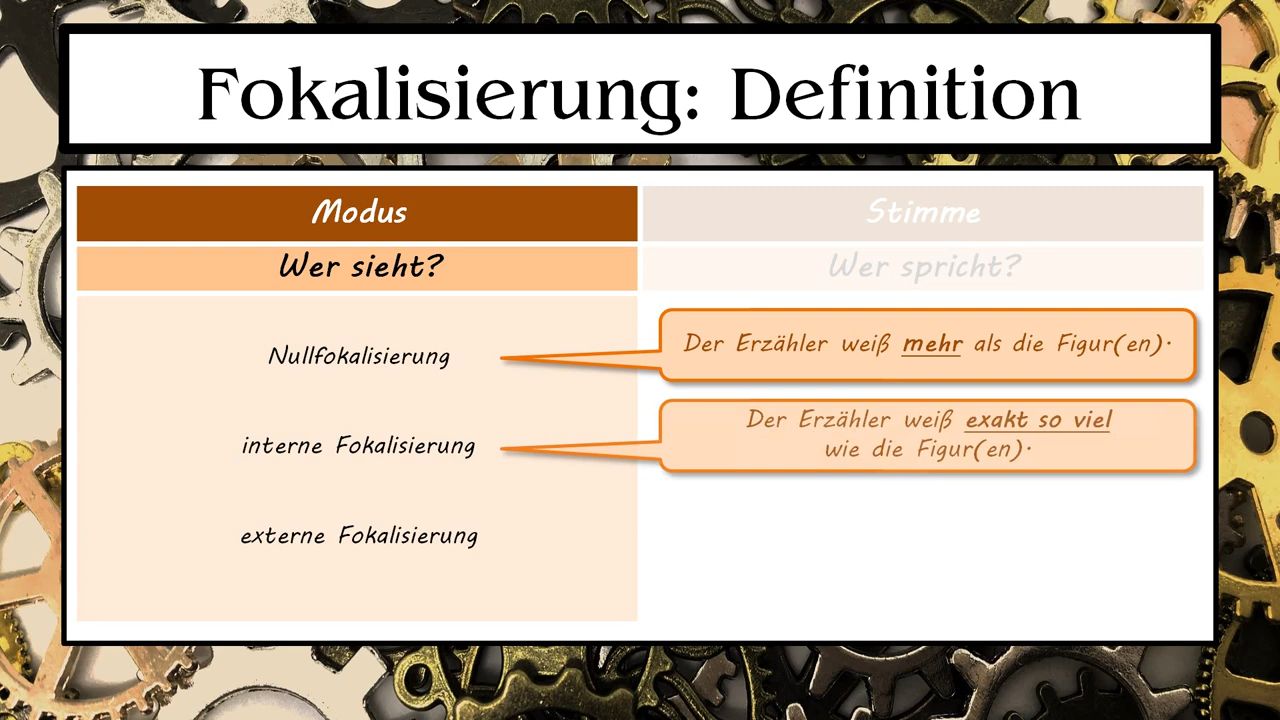 Fokalisierung: Definition
Modus
Stimme
Wer sieht?
Wer spricht?
Nullfokalisierung
Der Erzähler weiß mehr als die Figur(en).
interne Fokalisierung
Der Erzähler weiß exakt so viel
wie die Figur(en).
externe Fokalisierung